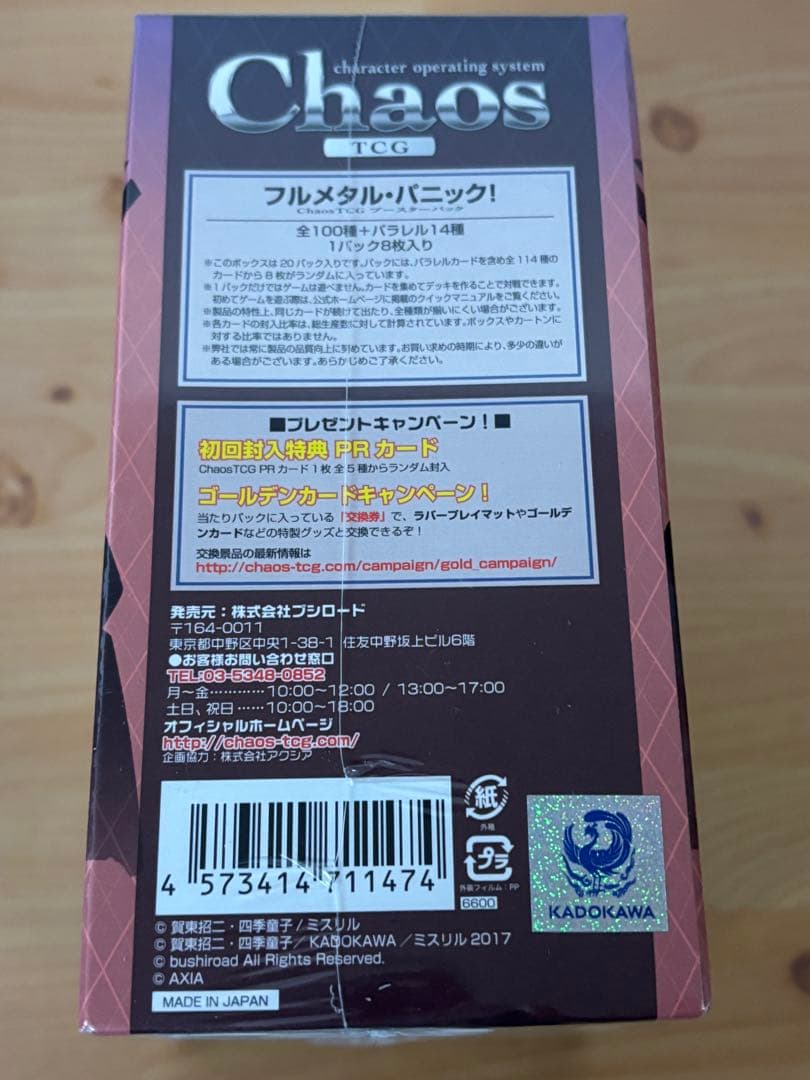 character operating system
Chaos
TCG
フルメタル・パニック!
ChaosTCG ブースターパック
全100種+パラレル14種
1パック8枚入り
※このボックスは20パック入りです。パックには、パラレルカードを含め全114種の
カードから8枚がランダムに入っています。
※1パックだけではゲームは遊べません。カードを集めてデッキを作ることで対戦できます。
初めてゲームを遊ぶ際は、公式ホームページに掲載のクイックマニュアルをご覧ください。
※製品の特性上、同じカードが続けて出たり、全種類が揃いにくい場合がございます。
※各カードの封入比率は、総生産数に対して計算されています。ボックスやカートンに
対する比率ではありません。
※弊社では常に製品の品質向上に努めています。お買い求めの時期により、多少の違いが
ある場合がございます。あらかじめご了承ください。
■プレゼントキャンペーン!■
初回封入特典 PRカード
ChaosTCG PRカード1枚 全5種からランダム封入
ゴールデンカードキャンペーン!
当たりパックに入っている「交換券」で、ラバープレイマットやゴールデ
ンカードなどの特製グッズと交換できるぞ!
交換景品の最新情報は
http://chaos-tcg.com/campaign/gold_campaign/
発売元:株式会社ブシロード
〒164-0011
東京都中野区中央1-38-1 住友中野坂上ビル6階
●お客様お問い合わせ窓口
TEL:03-5348-0852
月~金…………10:00~12:00 / 13:00~17:00
土日、祝日……10:00~18:00
オフィシャルホームページ
http://chaos-tcg.com/
企画協力:株式会社アクシア
紙
外箱
プラ
外装フィルム:PP
6600
4 573414 711474
KADOKAWA
© 賀東招二・四季童子/ミスリル
© 賀東招二・四季童子/KADOKAWA/ミスリル2017
© bushiroad All Rights Reserved.
© AXIA
MADE IN JAPAN